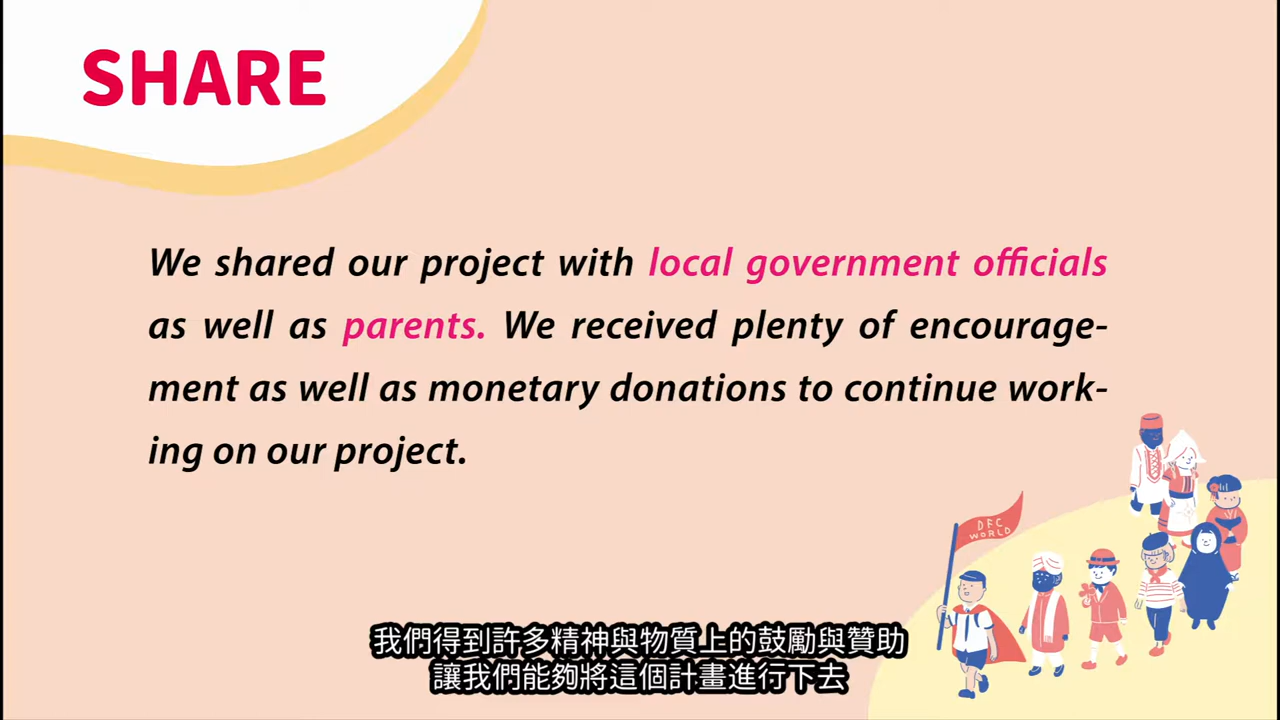 SHARE
We shared our project with local government officials
as well as parents. We received plenty of encourage-
ment as well as monetary donations to continue work-
ing on our project.
DFC
WORLD
我們得到許多精神與物質上的鼓勵與贊助
讓我們能夠將這個計畫進行下去